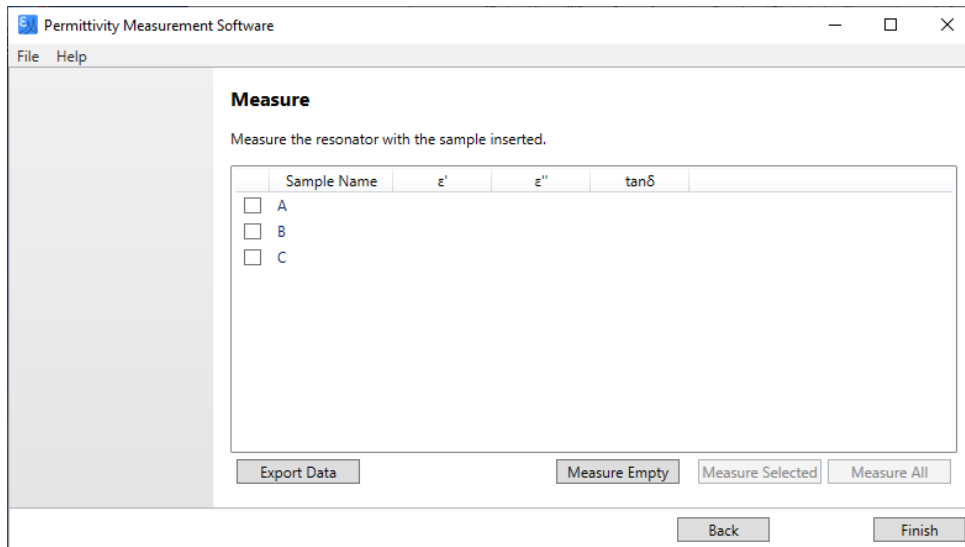 Permittivity Measurement Software
File Help
Measure
Measure the resonator with the sample inserted.
Sample Name ε' ε" tanδ
A
B
C
Export Data Measure Empty Measure Selected Measure All
Back Finish